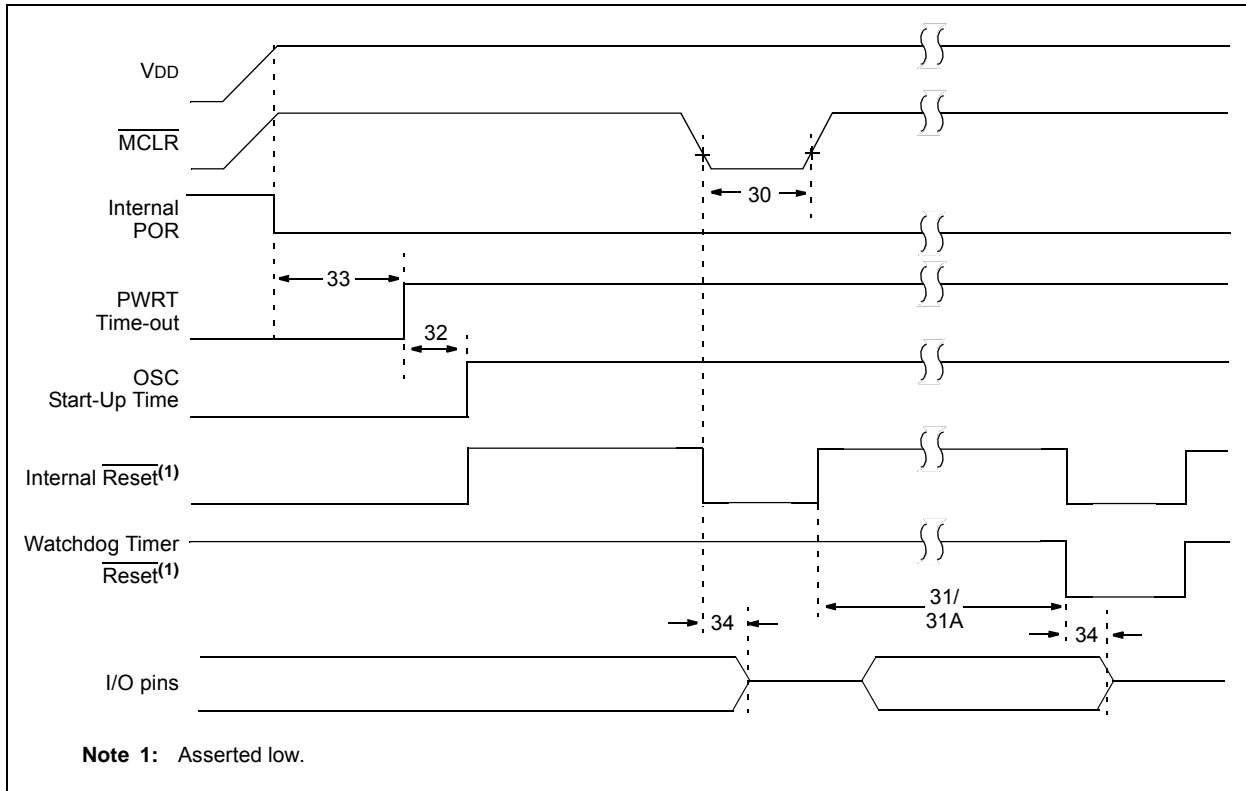 VDD
MCLR
30
Internal
POR
33
PWRT
Time-out
32
OSC
Start-Up Time
Internal Reset(1)
Watchdog Timer
Reset(1)
31/
31A
34
34
I/O pins
Note 1: Asserted low.